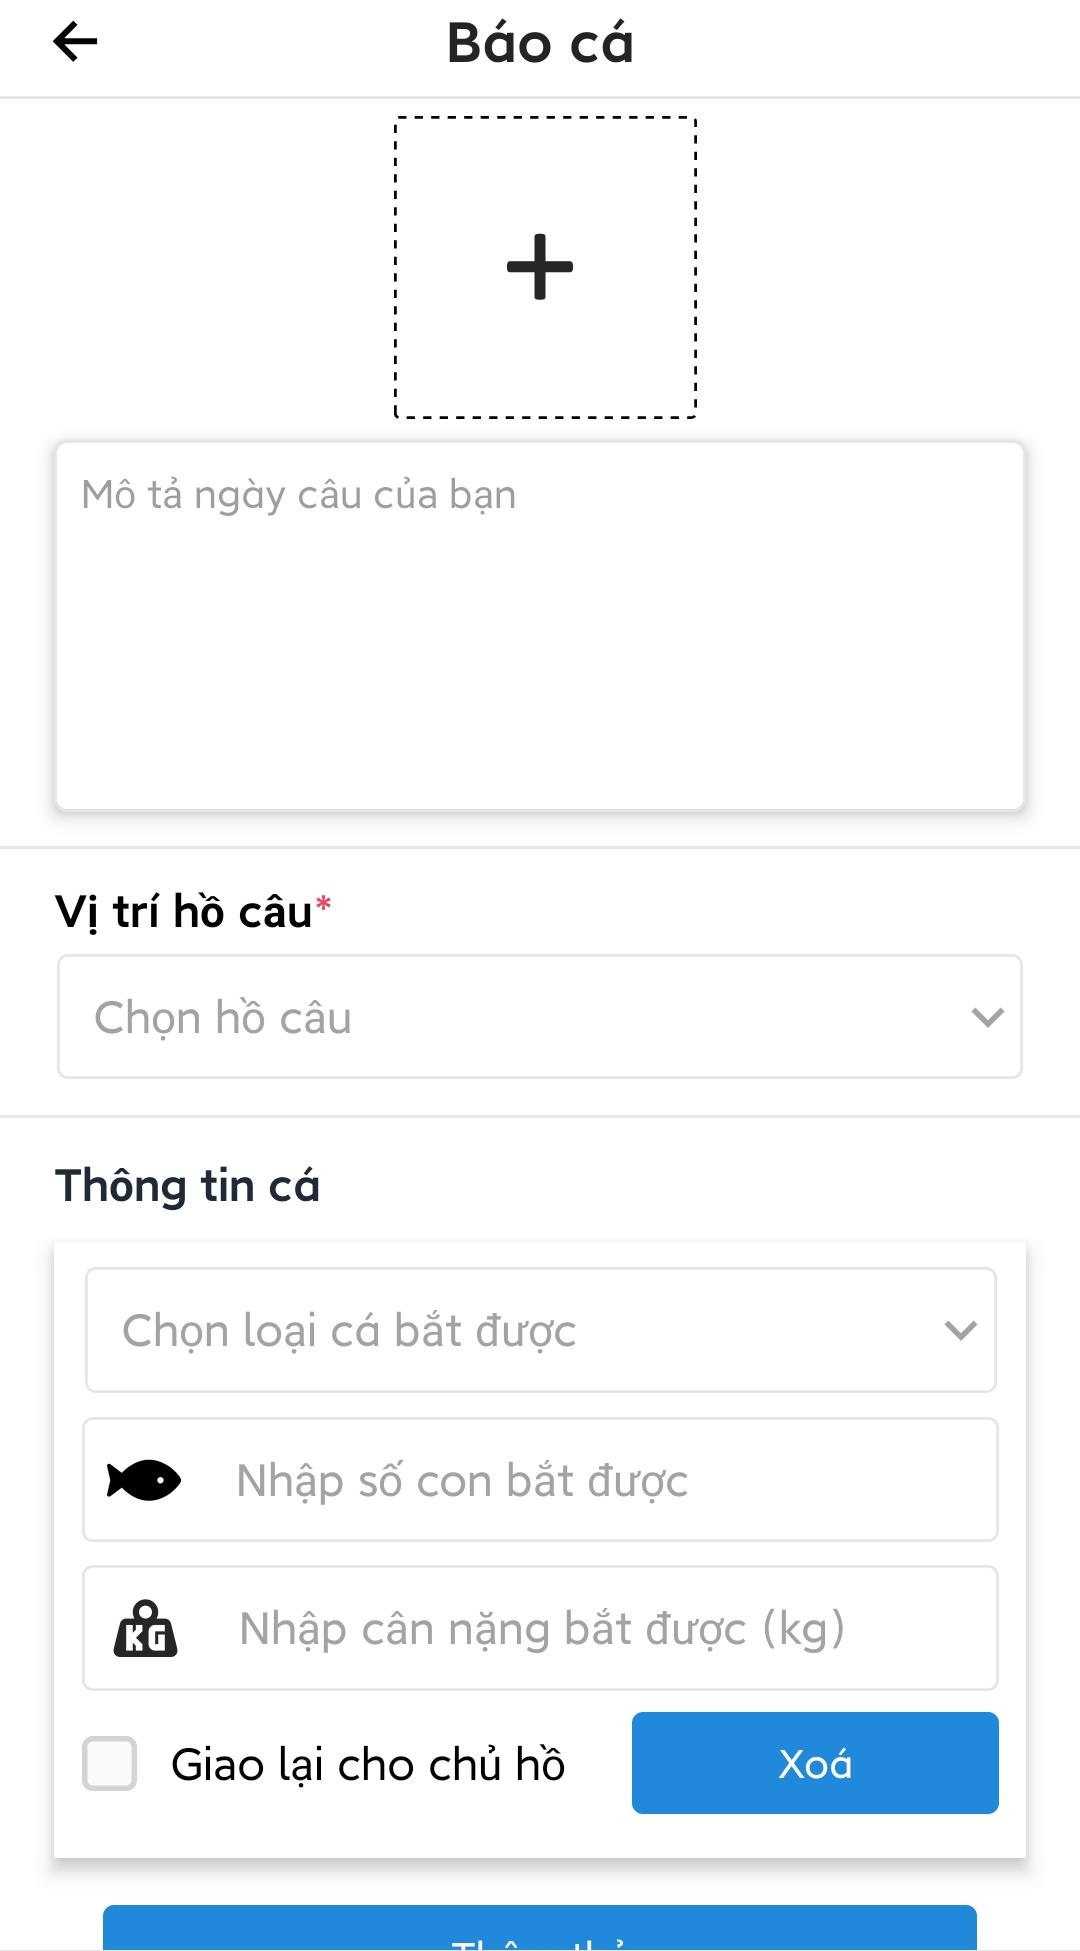 Báo cá
Mô tả ngày câu của bạn
Vị trí hồ câu*
Chọn hồ câu
Thông tin cá
Chọn loại cá bắt được
Nhập số con bắt được
KG
Nhập cân nặng bắt được (kg)
Giao lại cho chủ hồ
Xoá